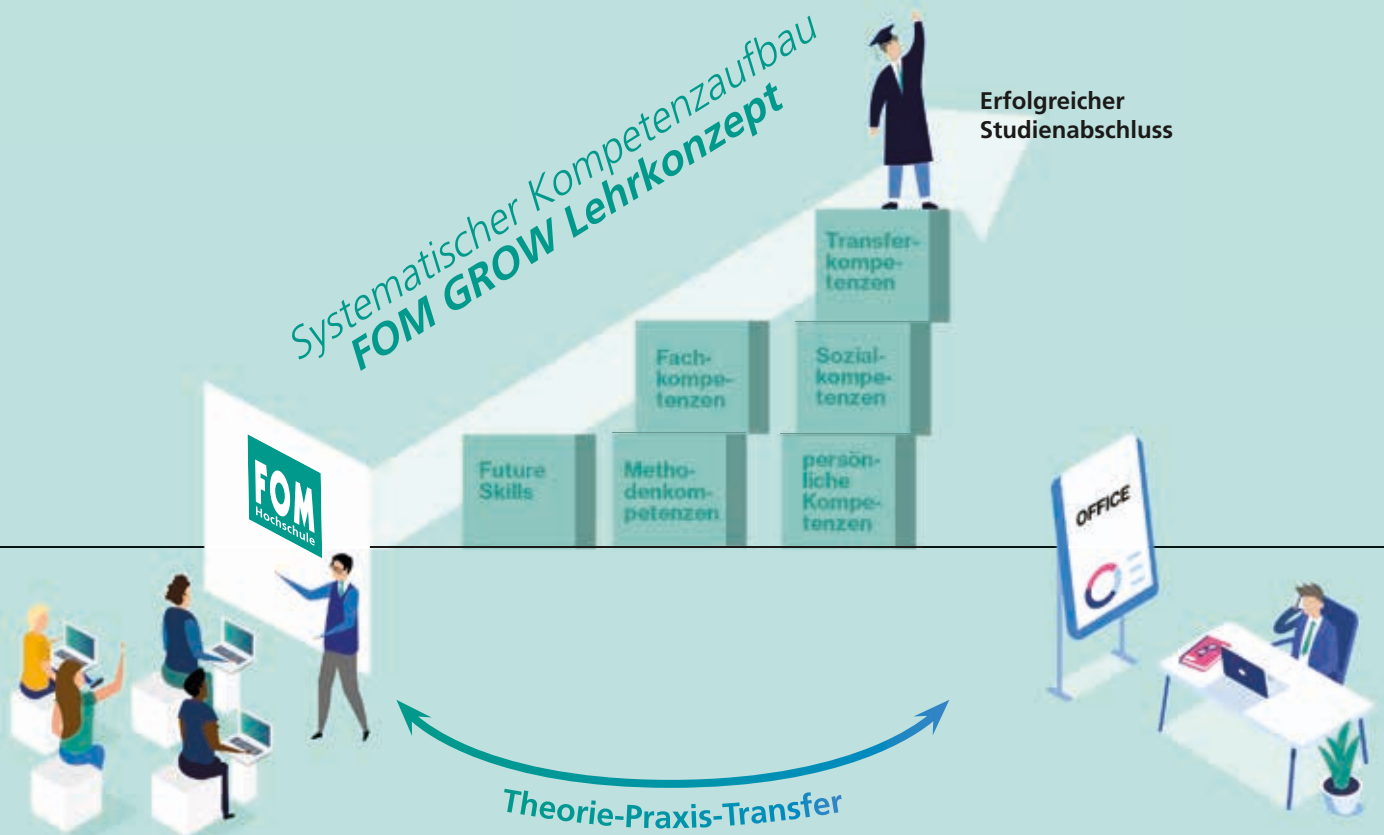 Systematischer Kompetenzaufbau
FOM GROW Lehrkonzept
Erfolgreicher
Studienabschluss
Transfer-
kompe-
tenzen
Fach-
kompe-
tenzen
Sozial-
kompe-
tenzen
Future
Skills
Metho-
denkom-
petenzen
persön-
liche
Kompe-
tenzen
FOM
Hochschule
OFFICE
Theorie-Praxis-Transfer